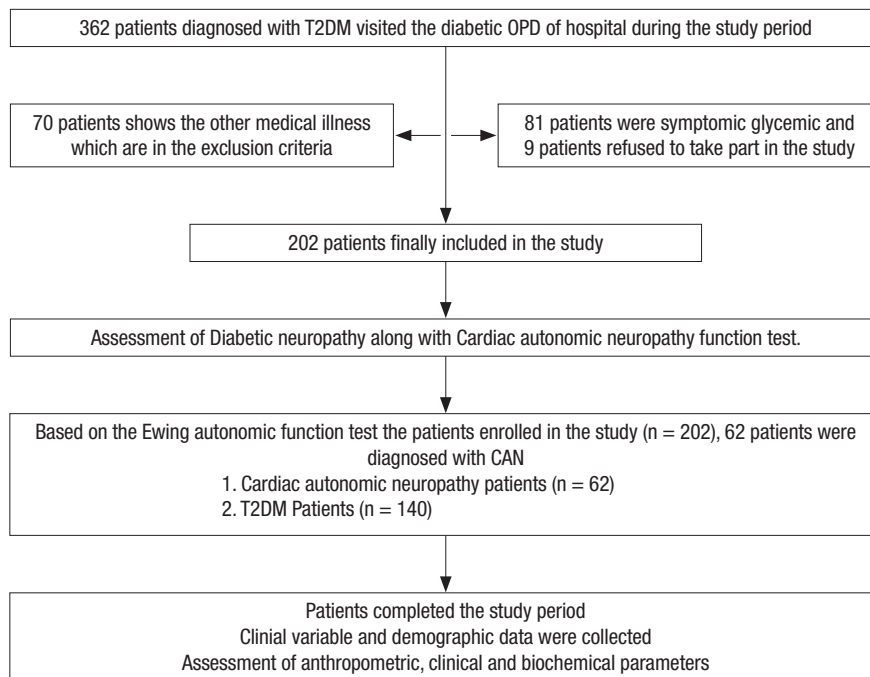 362 patients diagnosed with T2DM visited the diabetic OPD of hospital during the study period
70 patients shows the other medical illness
which are in the exclusion criteria
81 patients were symptomic glycemic and
9 patients refused to take part in the study
202 patients finally included in the study
Assessment of Diabetic neuropathy along with Cardiac autonomic neuropathy function test.
Based on the Ewing autonomic function test the patients enrolled in the study (n = 202), 62 patients were
diagnosed with CAN
1. Cardiac autonomic neuropathy patients (n = 62)
2. T2DM Patients (n = 140)
Patients completed the study period
Clinial variable and demographic data were collected
Assessment of anthropometric, clinical and biochemical parameters